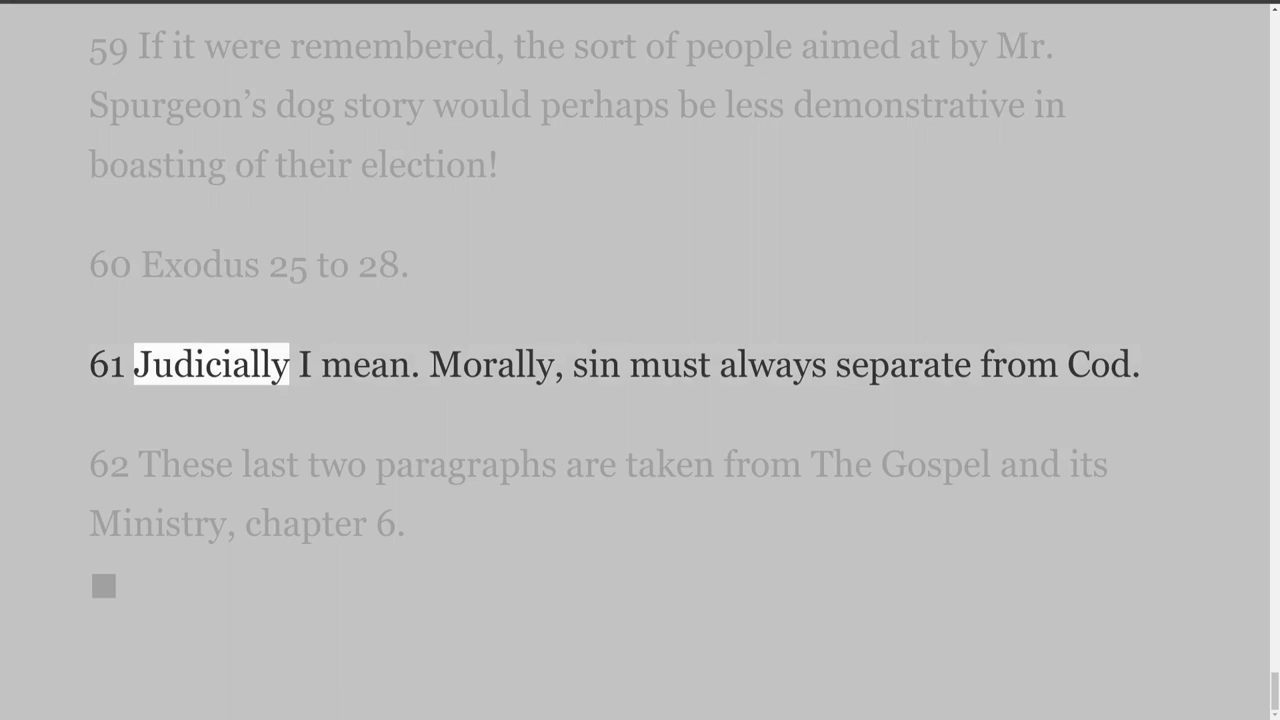 59 If it were remembered, the sort of people aimed at by Mr.
Spurgeon’s dog story would perhaps be less demonstrative in
boasting of their election!
60 Exodus 25 to 28.
61 Judicially I mean. Morally, sin must always separate from Cod.
62 These last two paragraphs are taken from The Gospel and its
Ministry, chapter 6.